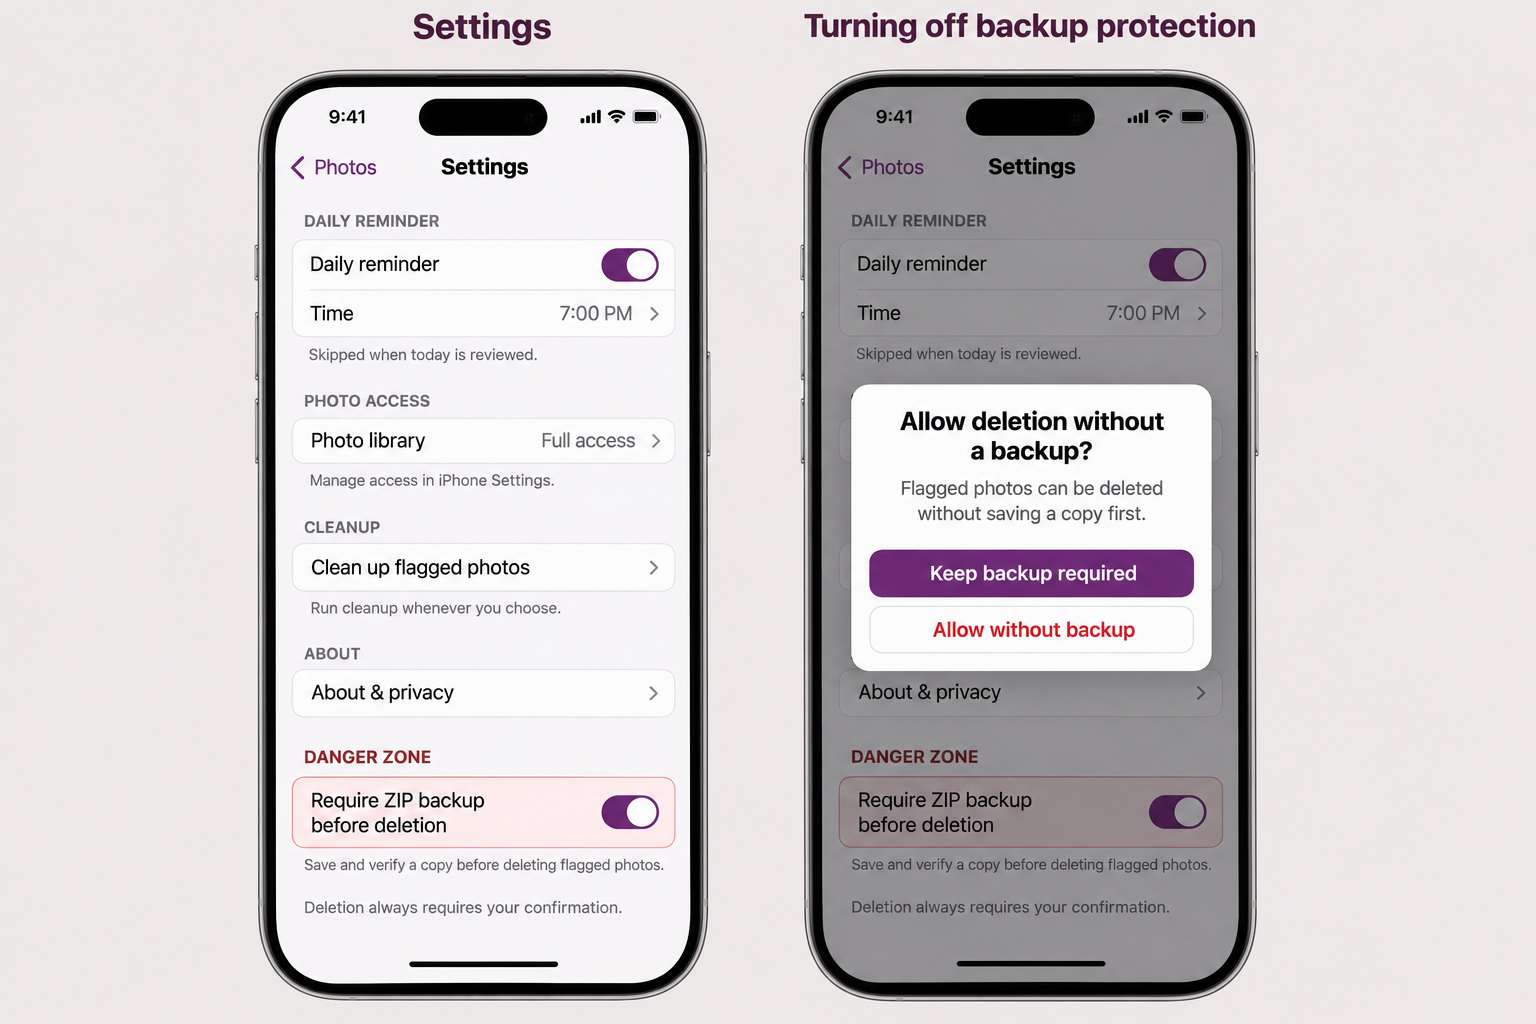 Settings
9:41
Photos
Settings
DAILY REMINDER
Daily reminder
Time 7:00 PM
Skipped when today is reviewed.
PHOTO ACCESS
Photo library Full access
Manage access in iPhone Settings.
CLEANUP
Clean up flagged photos
Run cleanup whenever you choose.
ABOUT
About & privacy
DANGER ZONE
Require ZIP backup
before deletion
Save and verify a copy before deleting flagged photos.
Deletion always requires your confirmation.
Turning off backup protection
9:41
Photos
Settings
DAILY REMINDER
Daily reminder
Time 7:00 PM
Skipped when today is reviewed.
Allow deletion without
a backup?
Flagged photos can be deleted
without saving a copy first.
Keep backup required
Allow without backup
About & privacy
DANGER ZONE
Require ZIP backup
before deletion
Save and verify a copy before deleting flagged photos.
Deletion always requires your confirmation.